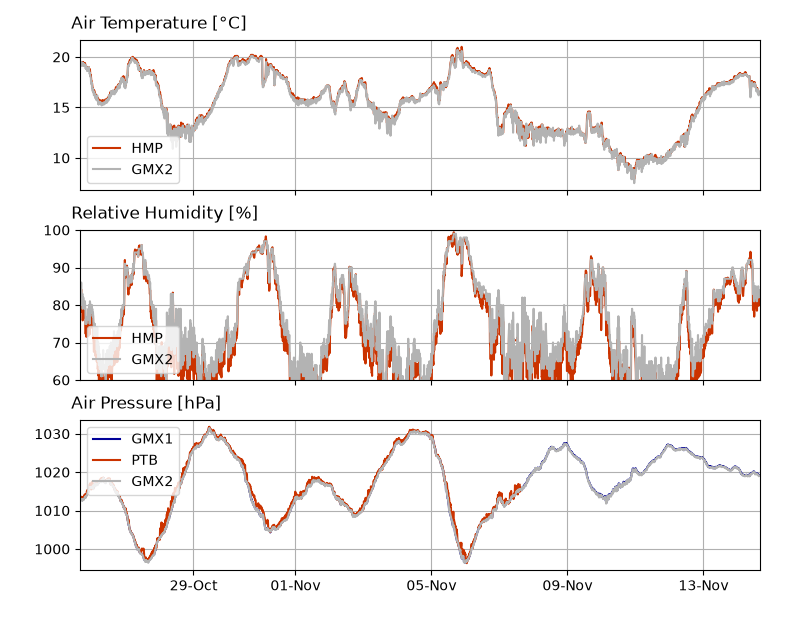 Air Temperature [°C]
20
15
10
HMP
GMX2
Relative Humidity [%]
100
90
80
70
60
HMP
GMX2
Air Pressure [hPa]
1030
1020
1010
1000
GMX1
PTB
GMX2
29-Oct 01-Nov 05-Nov 09-Nov 13-Nov